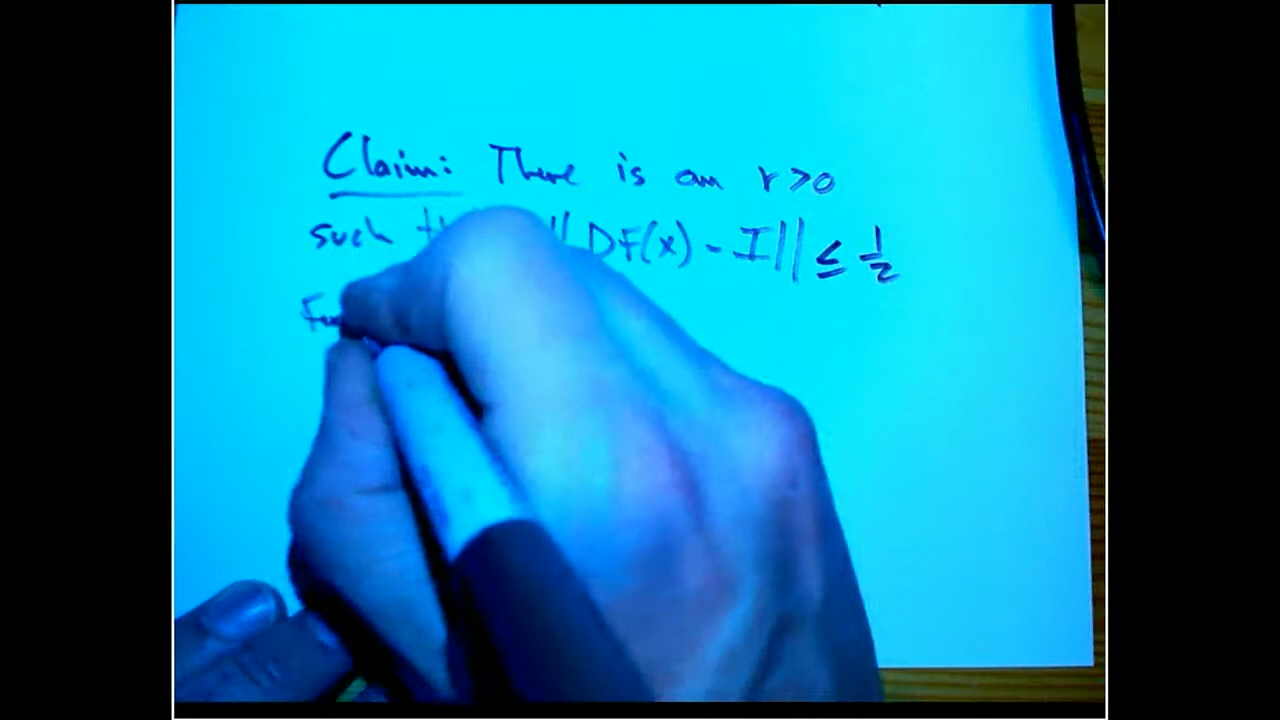 Claim: There is an r>0
such || DF(x) - I || ≤ 1/2